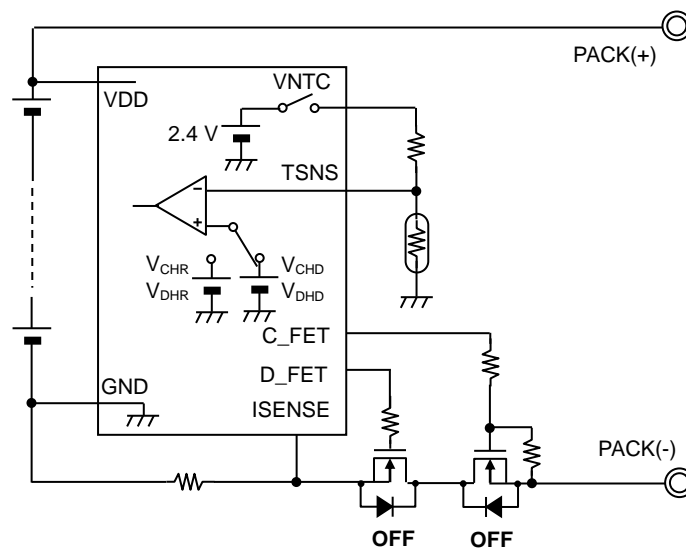 PACK(+)
VDD
VNTC
2.4 V
TSNS
−
+
VCHR
VDHR
VCHD
VDHD
C_FET
D_FET
GND
ISENSE
PACK(-)
OFF
OFF